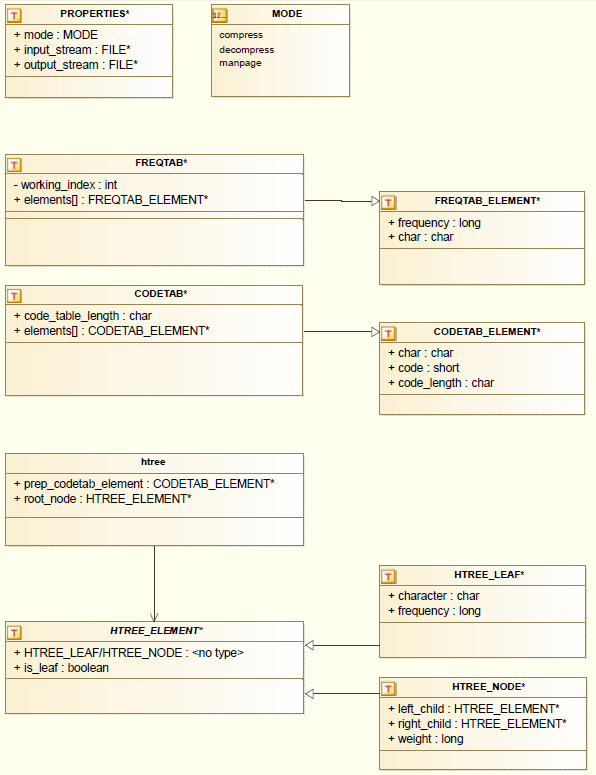 PROPERTIES*
+ mode : MODE
+ input_stream : FILE*
+ output_stream : FILE*
MODE
compress
decompress
manpage
FREQTAB*
- working_index : int
+ elements[] : FREQTAB_ELEMENT*
FREQTAB_ELEMENT*
+ frequency : long
+ char : char
CODETAB*
+ code_table_length : char
+ elements[] : CODETAB_ELEMENT*
CODETAB_ELEMENT*
+ char : char
+ code : short
+ code_length : char
htree
+ prep_codetab_element : CODETAB_ELEMENT*
+ root_node : HTREE_ELEMENT*
HTREE_LEAF*
+ character : char
+ frequency : long
HTREE_ELEMENT*
+ HTREE_LEAF/HTREE_NODE : <no type>
+ is_leaf : boolean
HTREE_NODE*
+ left_child : HTREE_ELEMENT*
+ right_child : HTREE_ELEMENT*
+ weight : long